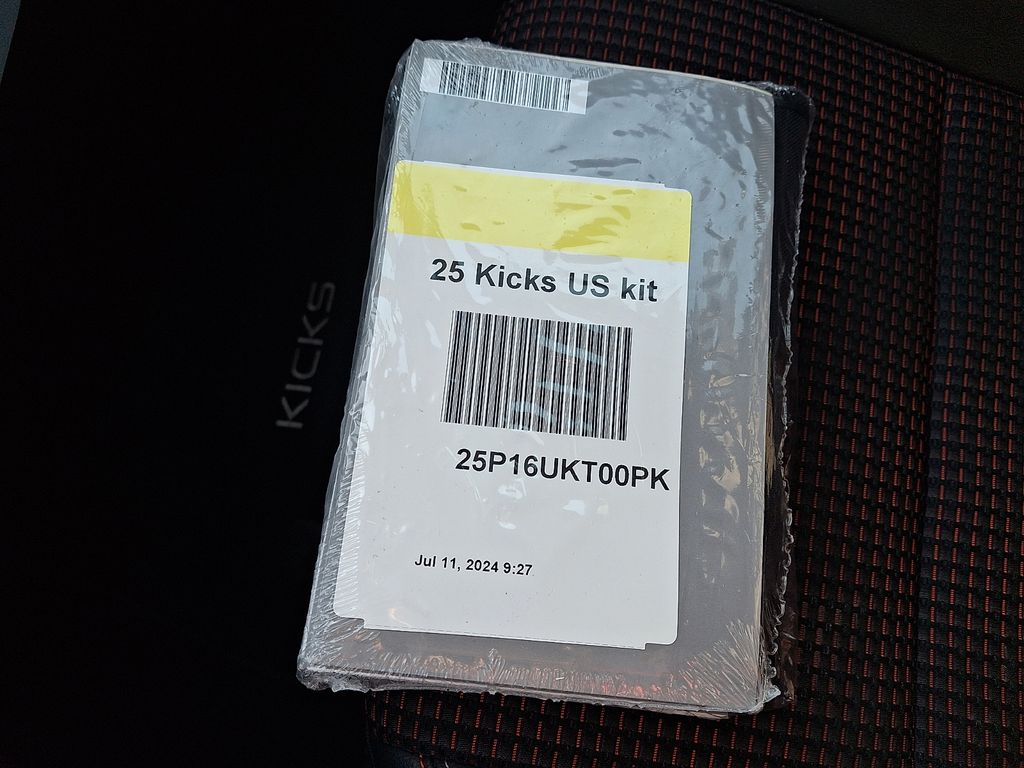 25 Kicks US kit
25P16UKT00PK
Jul 11, 2024 9:27
KICKS